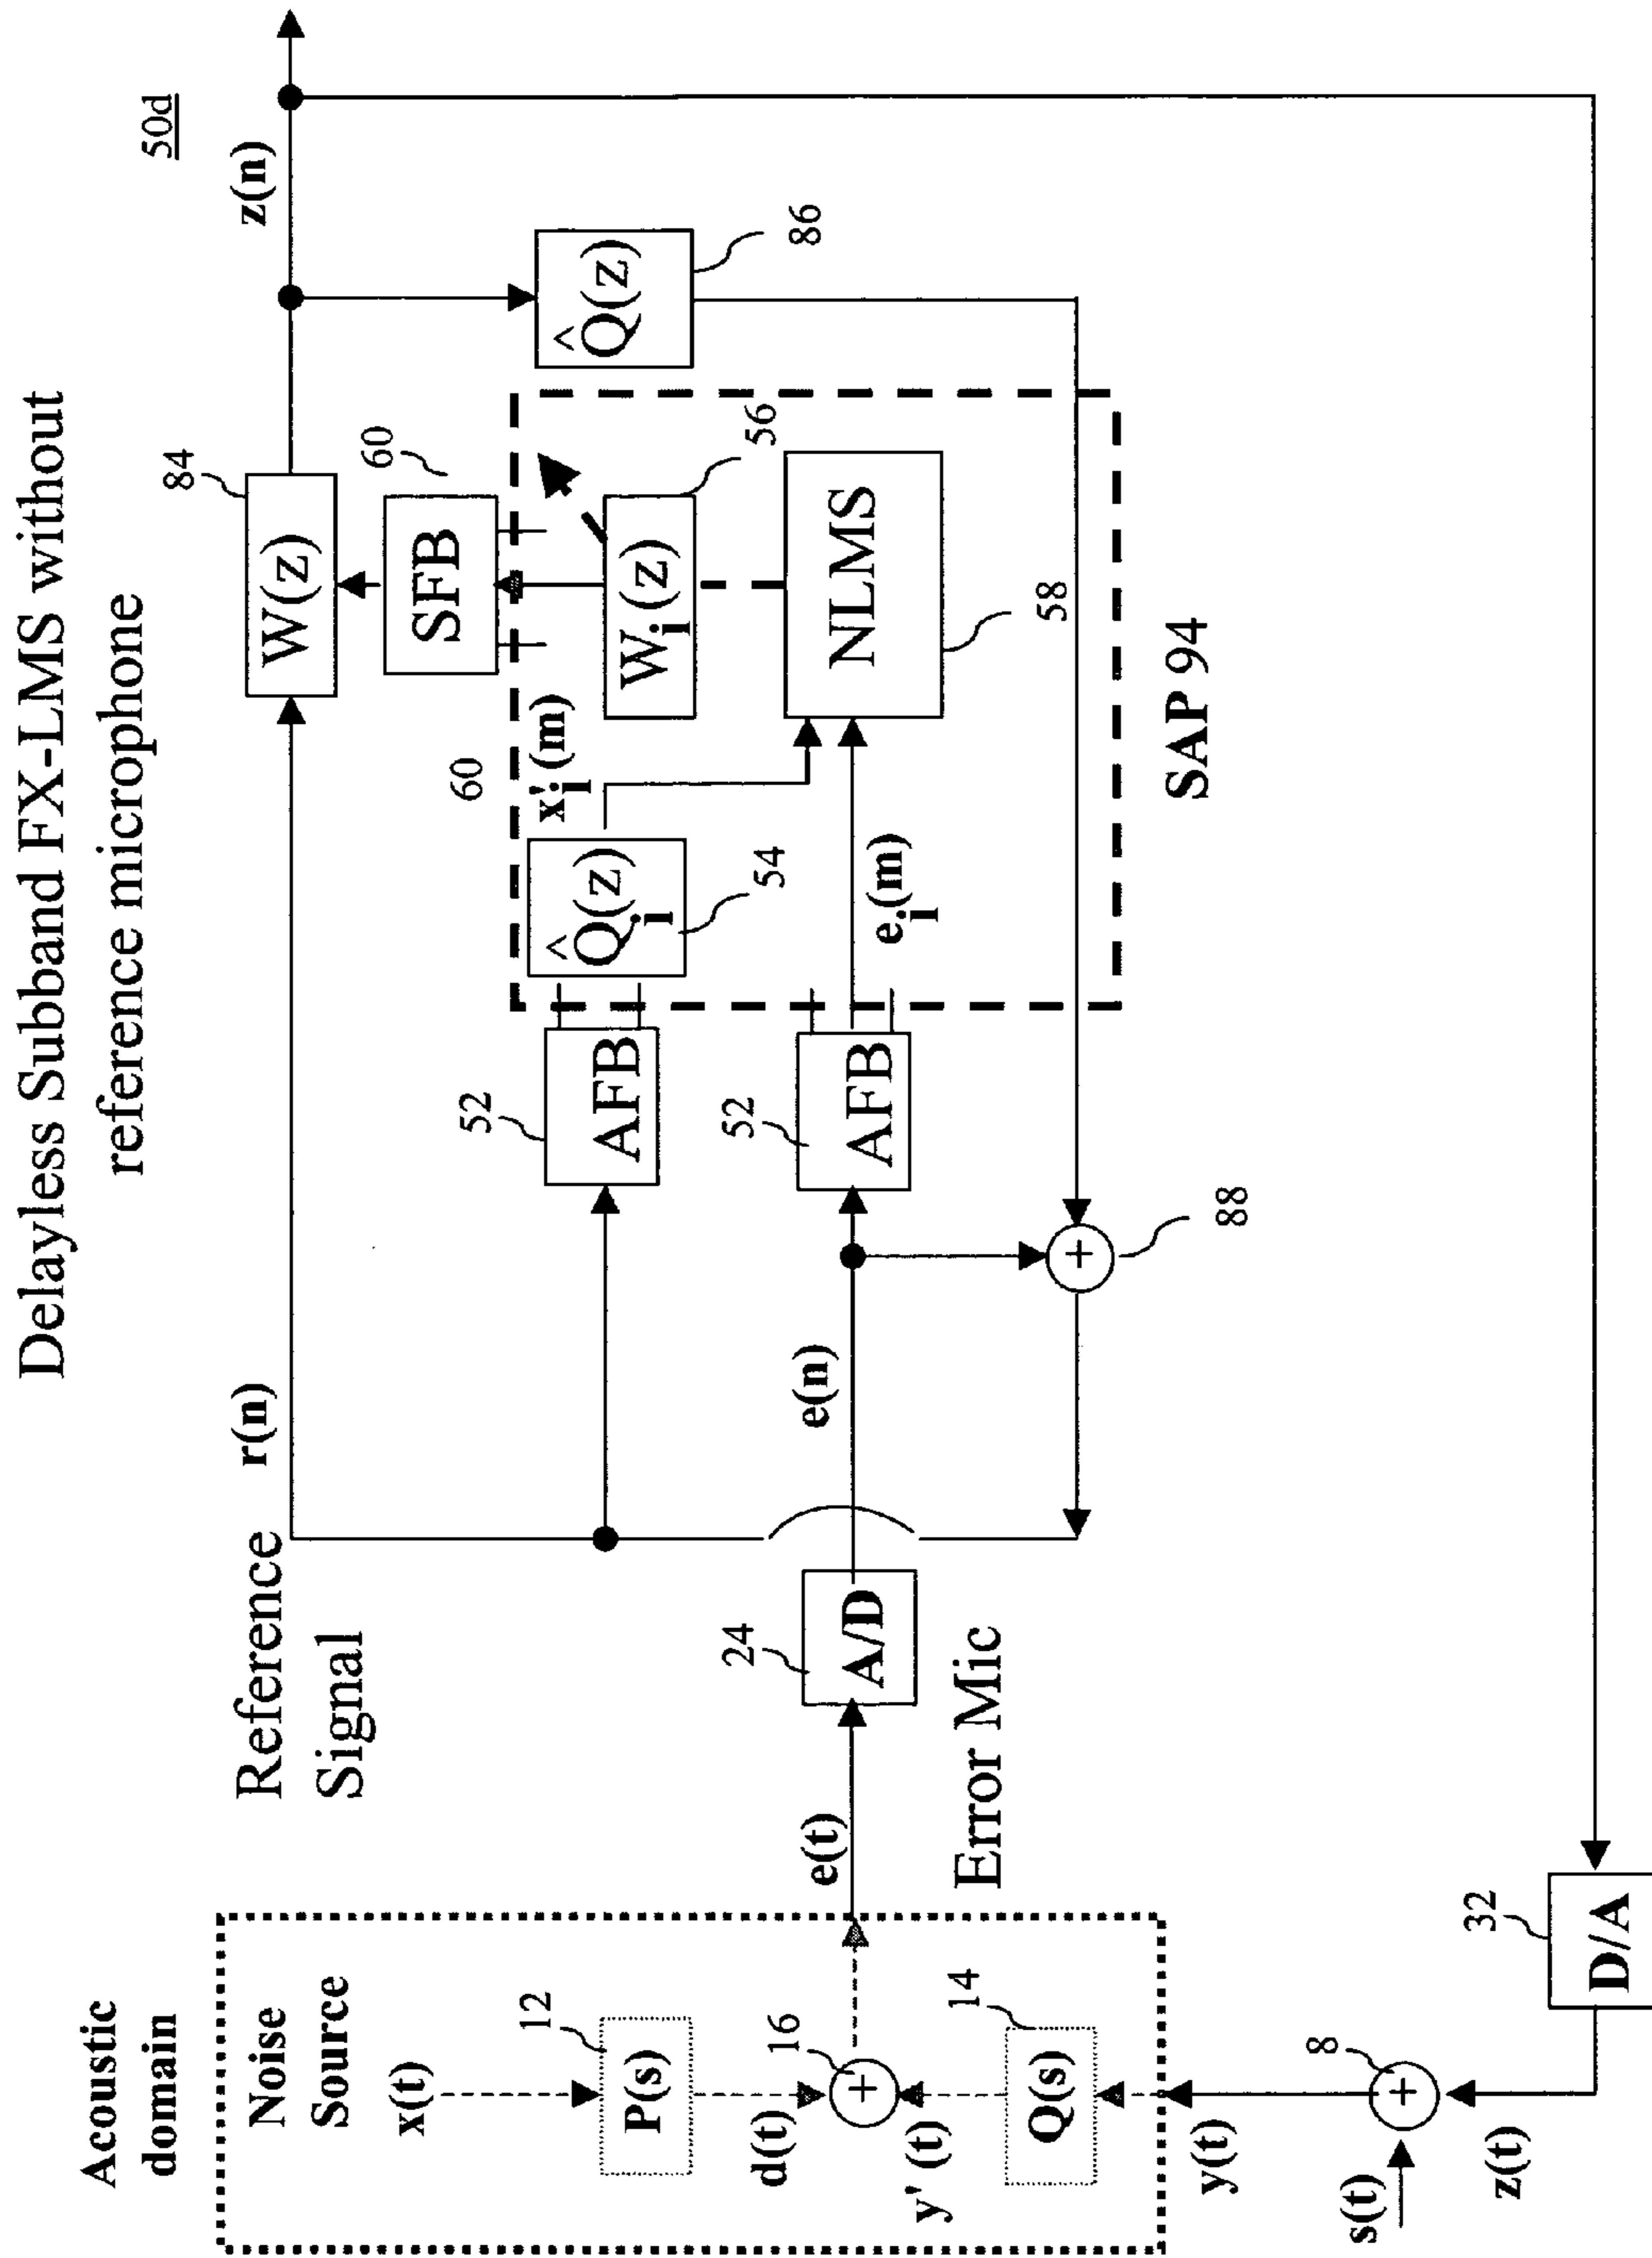 Delayless Subband FX-LMS without
reference microphone
50d
Acoustic
domain
Noise
Source
x(t)
12
P(s)
d(t)
16
+
y' (t)
14
Q(s)
y(t)
s(t)
8
+
z(t)
32
D/A
Reference
Signal
r(n)
e(t)
24
A/D
Error Mic
e(n)
52
AFB
52
AFB
88
+
Q̂i(z)
54
60
x'i(m)
ei(m)
84
W(z)
60
SFB
56
Wi(z)
NLMS
58
SAP 94
z(n)
Q̂(z)
86